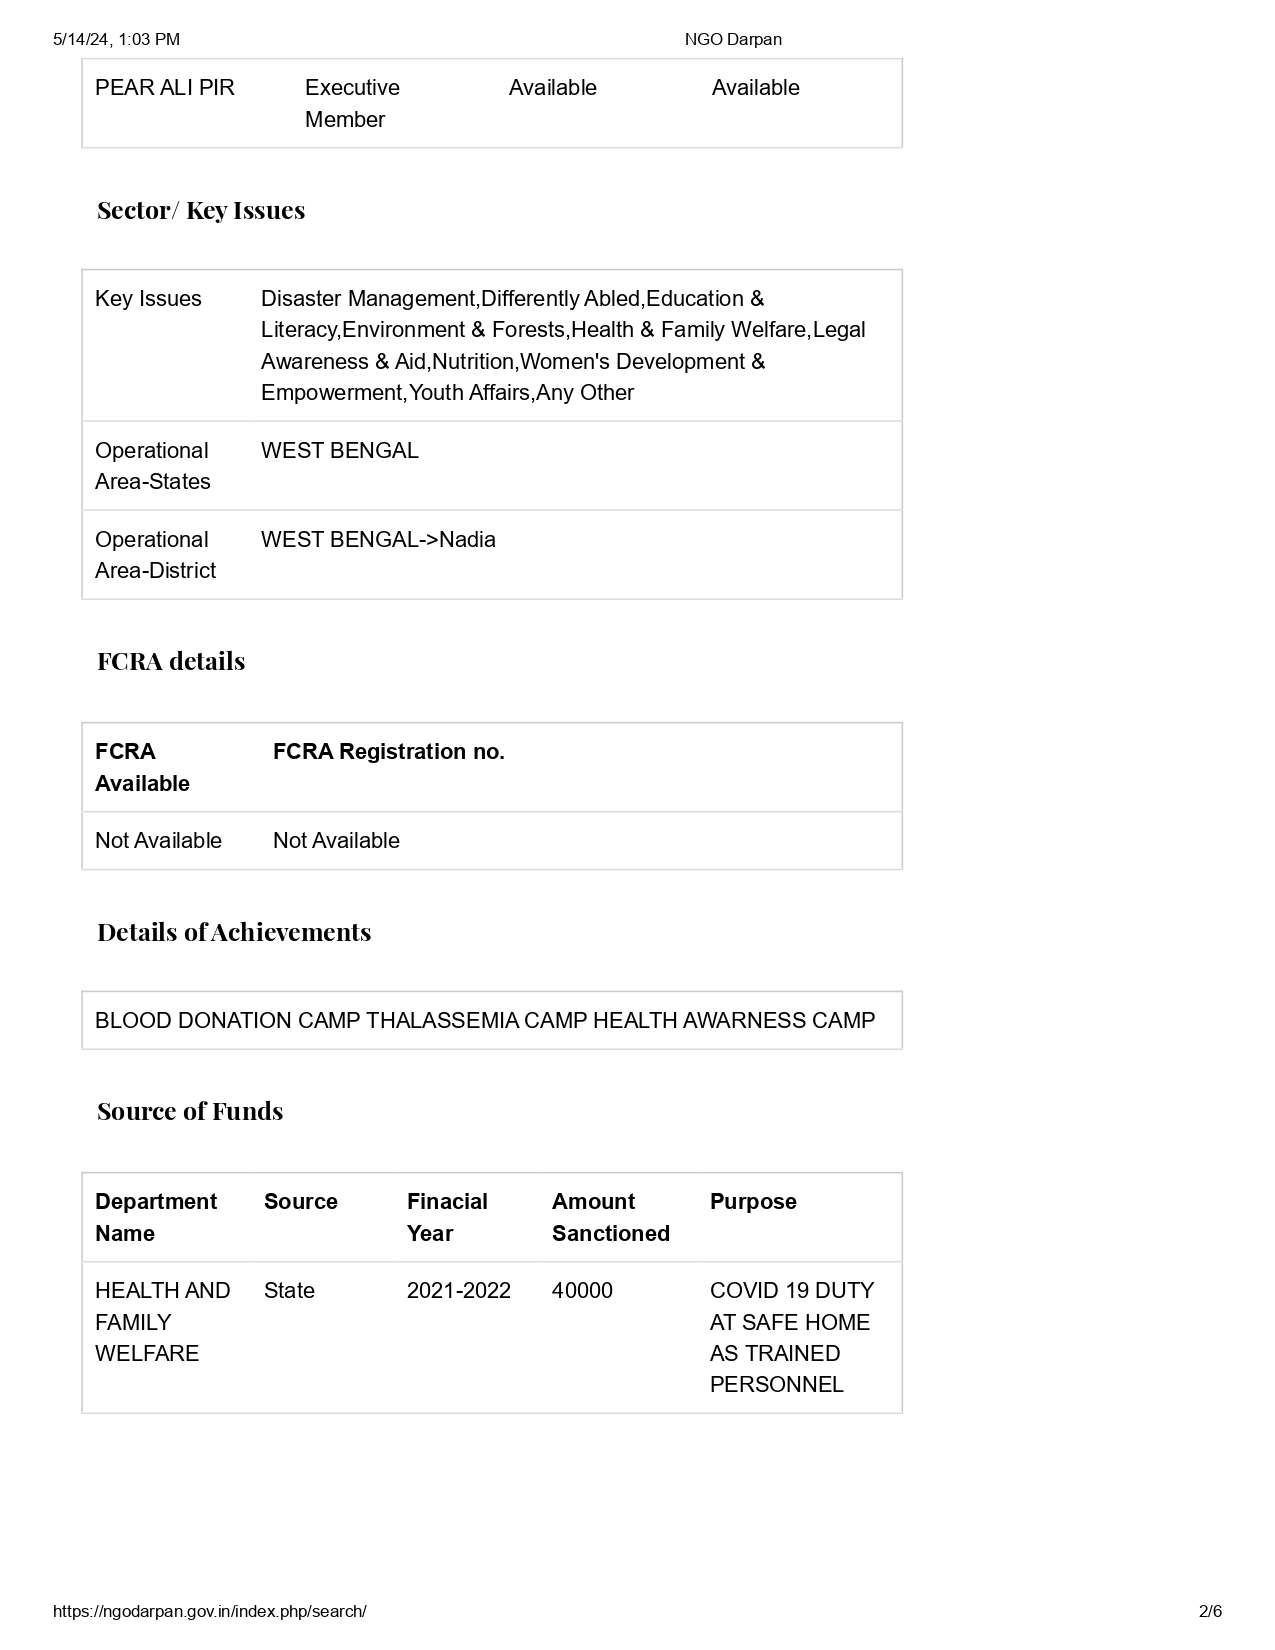 5/14/24, 1:03 PM NGO Darpan
PEAR ALI PIR Executive Available Available
Member
Sector/ Key Issues
Key Issues Disaster Management,Differently Abled,Education &
Literacy,Environment & Forests,Health & Family Welfare,Legal
Awareness & Aid,Nutrition,Women's Development &
Empowerment,Youth Affairs,Any Other
Operational WEST BENGAL
Area-States
Operational WEST BENGAL->Nadia
Area-District
FCRA details
FCRA FCRA Registration no.
Available
Not Available Not Available
Details of Achievements
BLOOD DONATION CAMP THALASSEMIA CAMP HEALTH AWARNESS CAMP
Source of Funds
Department Source Finacial Amount Purpose
Name Year Sanctioned
HEALTH AND State 2021-2022 40000 COVID 19 DUTY
FAMILY AT SAFE HOME
WELFARE AS TRAINED
PERSONNEL
https://ngodarpan.gov.in/index.php/search/ 2/6